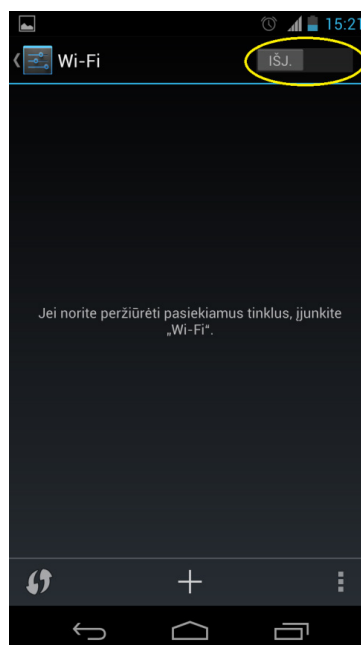 15:21
Wi-Fi
IŠJ.
Jei norite peržiūrėti pasiekiamus tinklus, įjunkite
„Wi-Fi“.